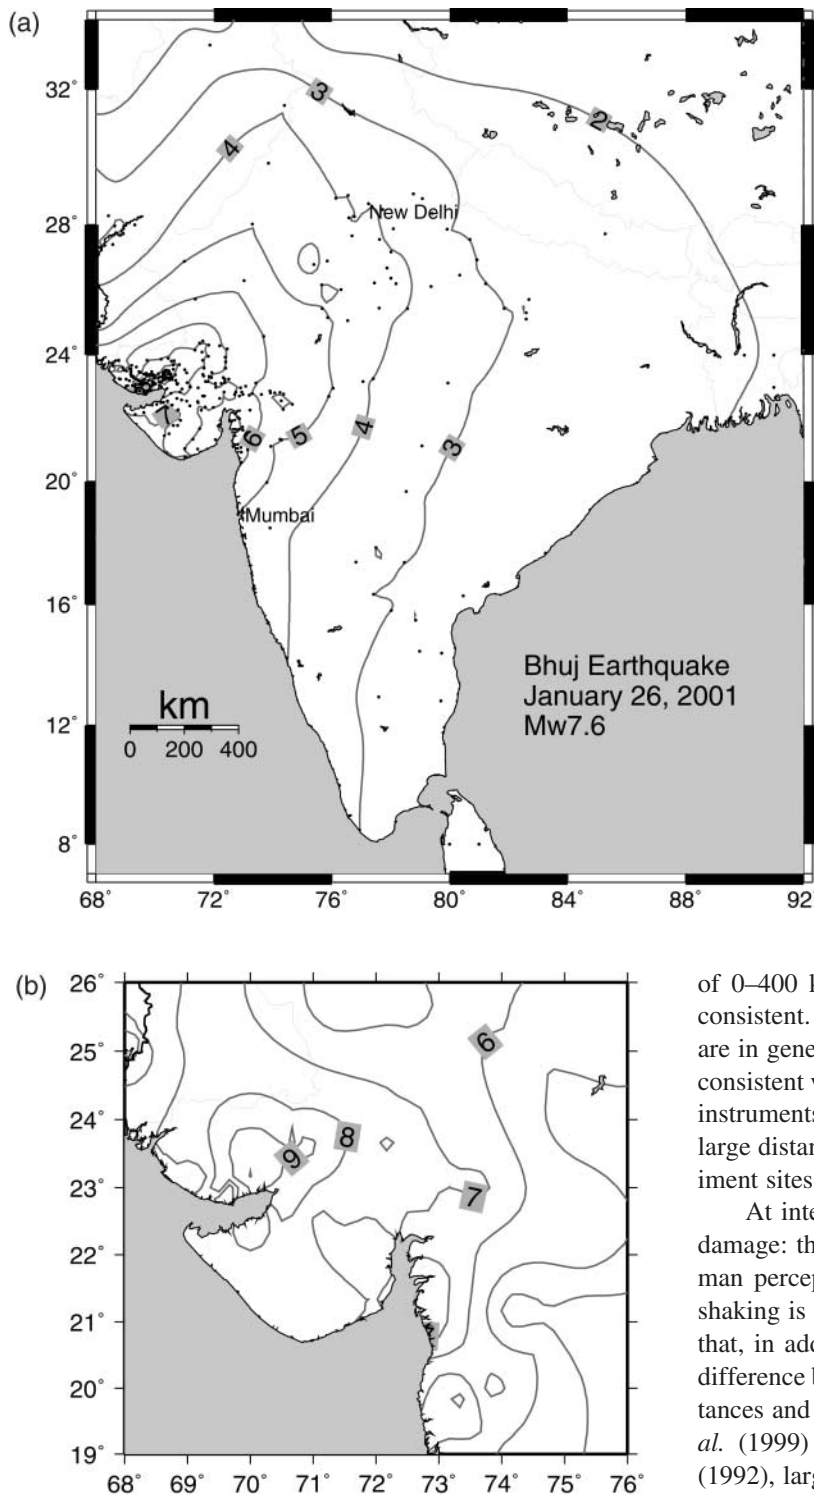 (a)
32°
28°
24°
20°
16°
12°
8°
68°
72°
76°
80°
84°
88°
92°
3
2
4
New Delhi
7
6
5
4
3
Mumbai
Bhuj Earthquake
January 26, 2001
Mw7.6
km
0 200 400
(b)
26°
25°
24°
23°
22°
21°
20°
19°
68° 69° 70° 71° 72° 73° 74° 75° 76°
6
8
9
7
of 0–400 k
consistent.
are in gene
consistent v
instruments
large distan
iment sites
At inte
damage: th
man percep
shaking is
that, in add
difference b
tances and
al. (1999)
(1992), larg